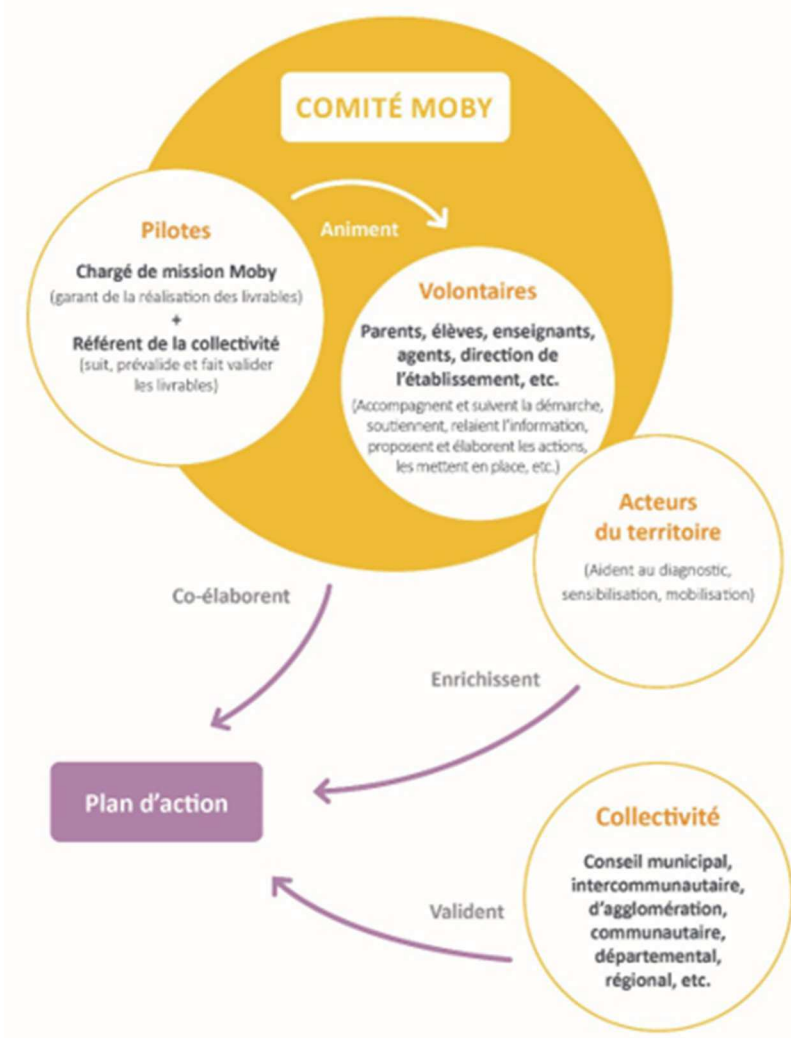 COMITÉ MOBY
Pilotes
Chargé de mission Moby
(garant de la réalisation des livrables)
+
Référent de la collectivité
(suit, prévalide et fait valider
les livrables)
Animent
Volontaires
Parents, élèves, enseignants,
agents, direction de
l'établissement, etc.
(Accompagnent et suivent la démarche,
soutiennent, relaient l'information,
proposent et élaborent les actions,
les mettent en place, etc.)
Acteurs
du territoire
(Aident au diagnostic,
sensibilisation, mobilisation)
Co-élaborent
Enrichissent
Plan d'action
Collectivité
Conseil municipal,
intercommunautaire,
d'agglomération,
communautaire,
départemental,
régional, etc.
Valident